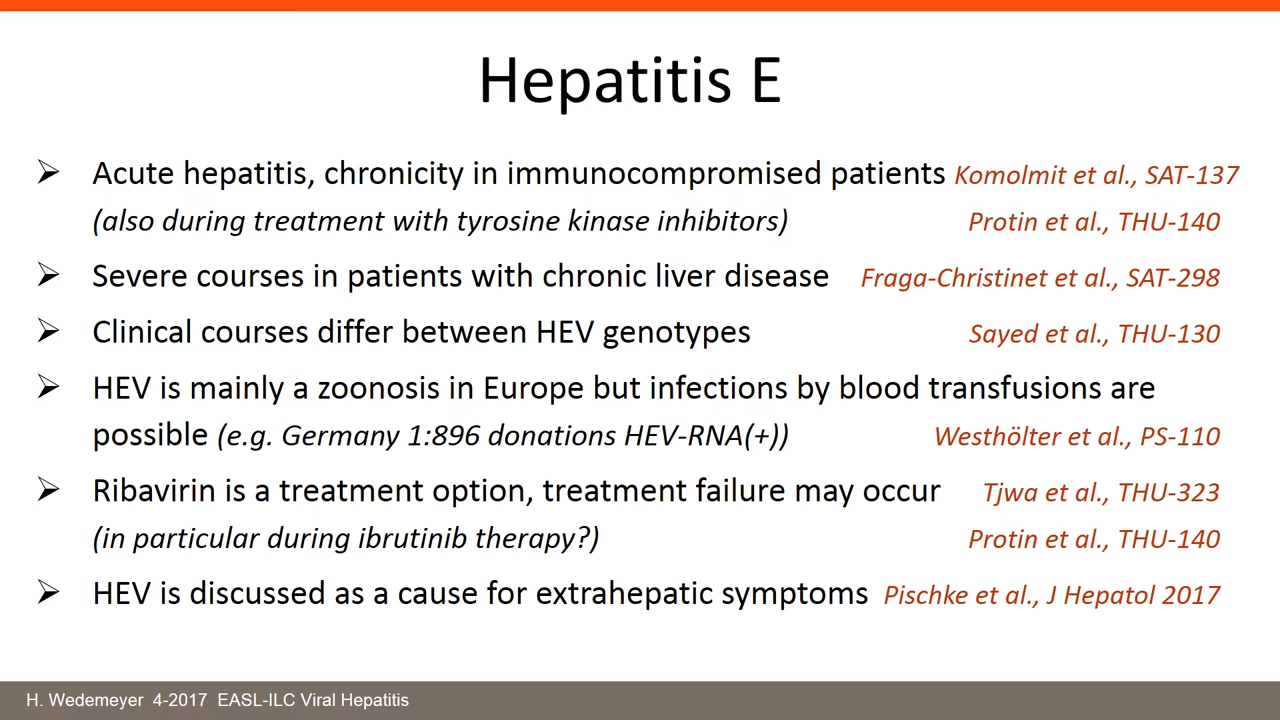 Hepatitis E
➢ Acute hepatitis, chronicity in immunocompromised patients Komolmit et al., SAT-137
(also during treatment with tyrosine kinase inhibitors) Protin et al., THU-140
➢ Severe courses in patients with chronic liver disease Fraga-Christinet et al., SAT-298
➢ Clinical courses differ between HEV genotypes Sayed et al., THU-130
➢ HEV is mainly a zoonosis in Europe but infections by blood transfusions are
possible (e.g. Germany 1:896 donations HEV-RNA(+)) Westhölter et al., PS-110
➢ Ribavirin is a treatment option, treatment failure may occur Tjwa et al., THU-323
(in particular during ibrutinib therapy?) Protin et al., THU-140
➢ HEV is discussed as a cause for extrahepatic symptoms Pischke et al., J Hepatol 2017
H. Wedemeyer 4-2017 EASL-ILC Viral Hepatitis